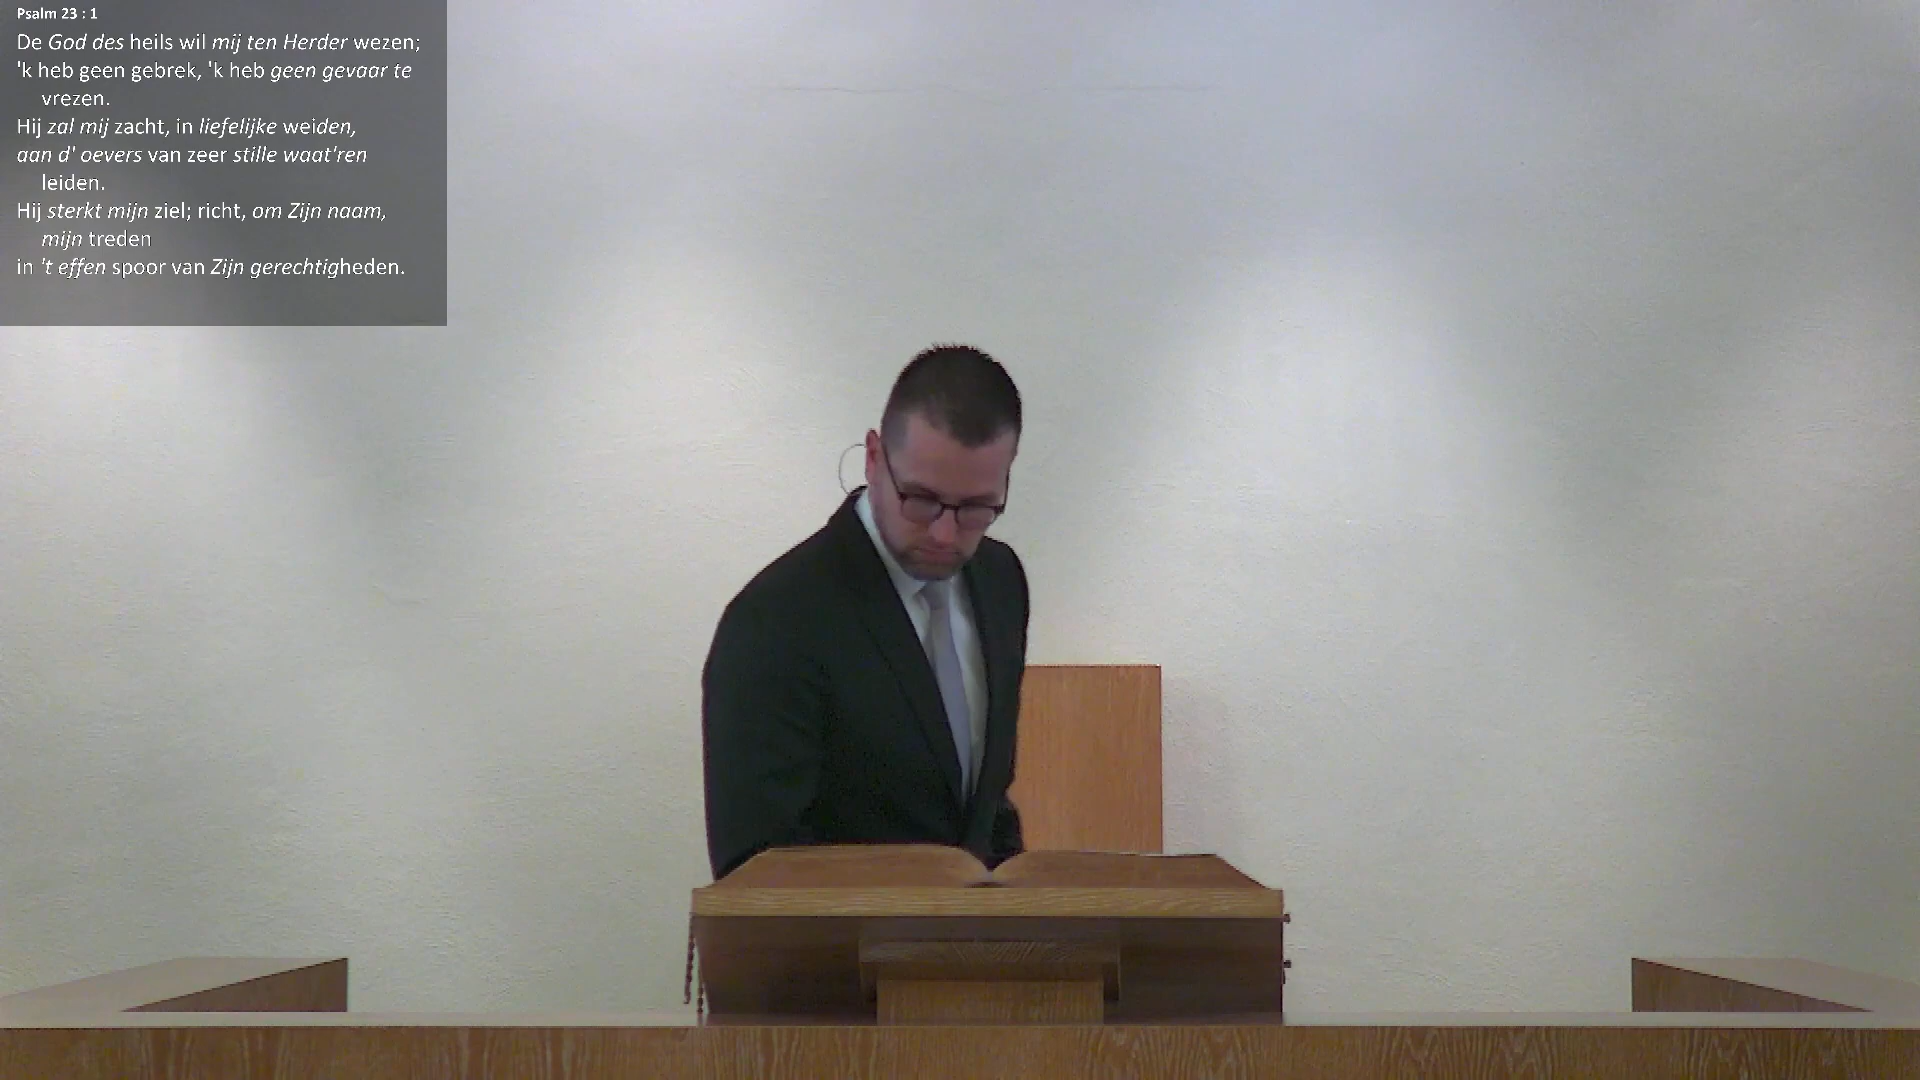 Psalm 23 : 1
De God des heils wil mij ten Herder wezen;
'k heb geen gebrek, 'k heb geen gevaar te
vrezen.
Hij zal mij zacht, in liefelijke weiden,
aan d' oevers van zeer stille waat'ren
leiden.
Hij sterkt mijn ziel; richt, om Zijn naam,
mijn treden
in 't effen spoor van Zijn gerechtigheden.